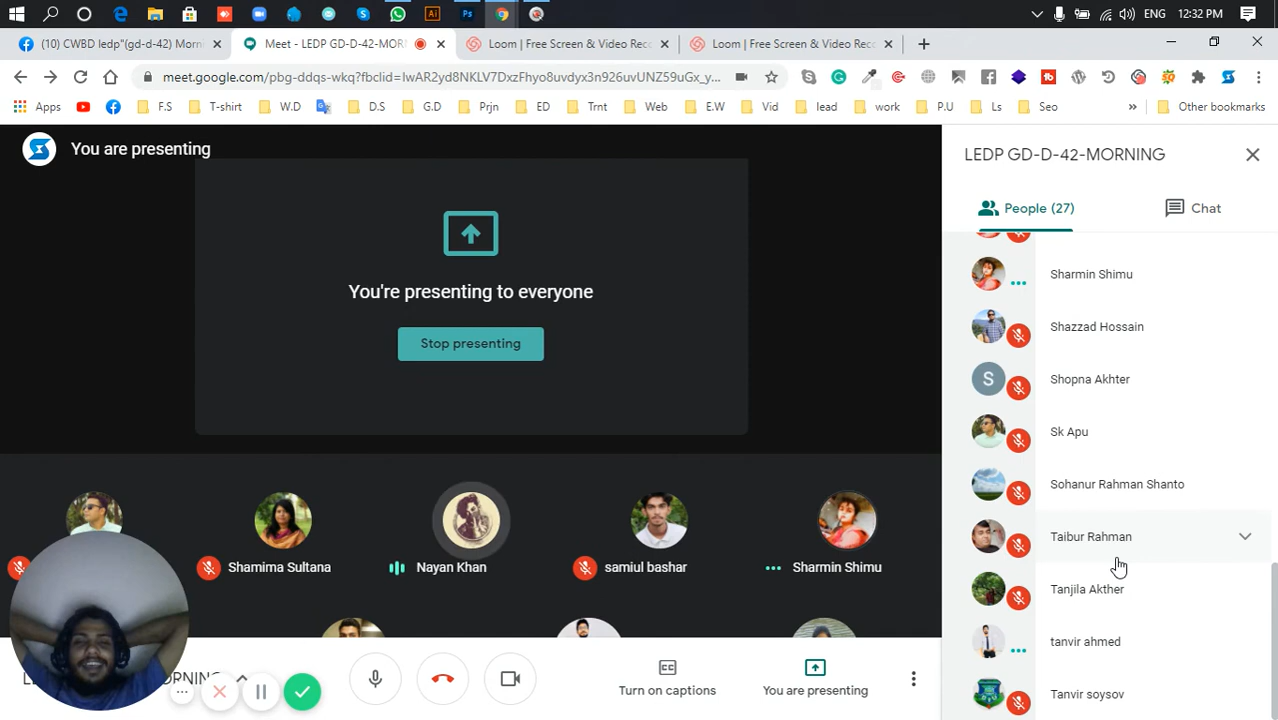 ENG 12:32 PM
(10) CWBD ledp"(gd-d-42) Morni
Meet - LEDP GD-D-42-MORN
Loom | Free Screen & Video Rec
Loom | Free Screen & Video Rec
meet.google.com/pbg-ddqs-wkq?fbclid=IwAR2yd8NKLV7DxzFhyo8uvdyx3n926uvUNZ59uGx_y...
Apps F.S T-shirt W.D D.S G.D Prjn ED Trnt Web E.W Vid lead work P.U Ls Seo » Other bookmarks
You are presenting
You're presenting to everyone
Stop presenting
Shamima Sultana
Nayan Khan
samiul bashar
Sharmin Shimu
MORNING
Turn on captions
You are presenting
LEDP GD-D-42-MORNING
People (27)
Chat
Sharmin Shimu
Shazzad Hossain
S
Shopna Akhter
Sk Apu
Sohanur Rahman Shanto
Taibur Rahman
Tanjila Akther
tanvir ahmed
Tanvir soysov